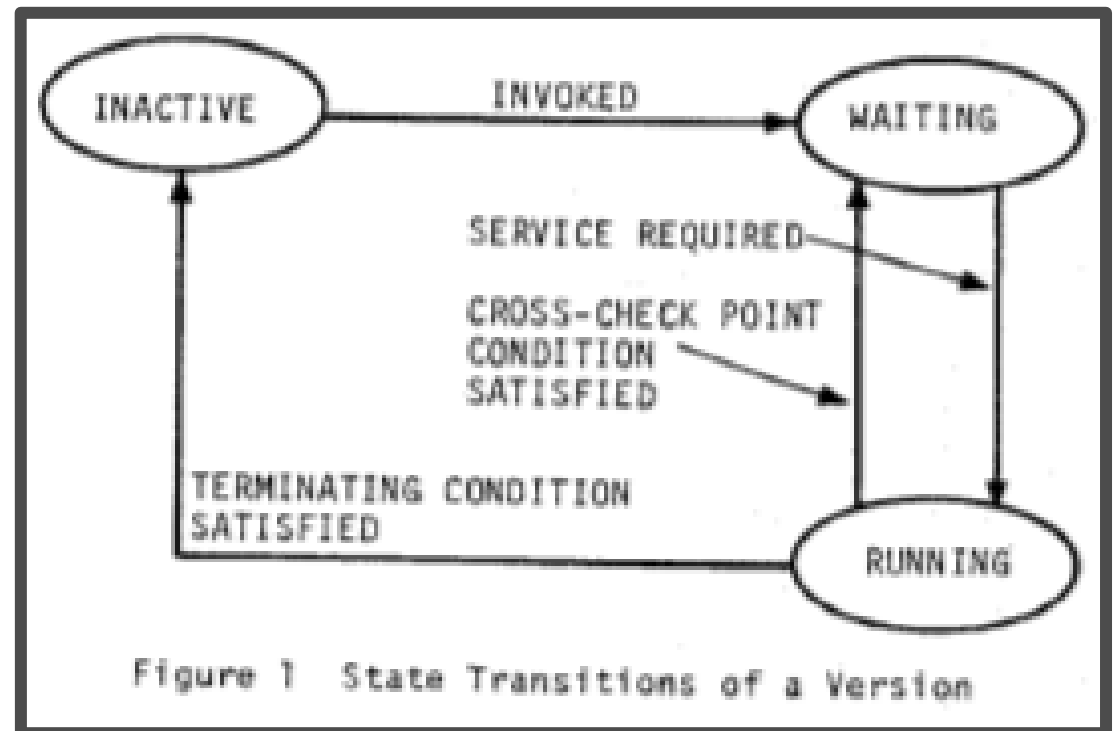 INACTIVE
INVOKED
WAITING
SERVICE REQUIRED
CROSS-CHECK POINT
CONDITION
SATISFIED
TERMINATING CONDITION
SATISFIED
RUNNING
Figure 1 State Transitions of a Version